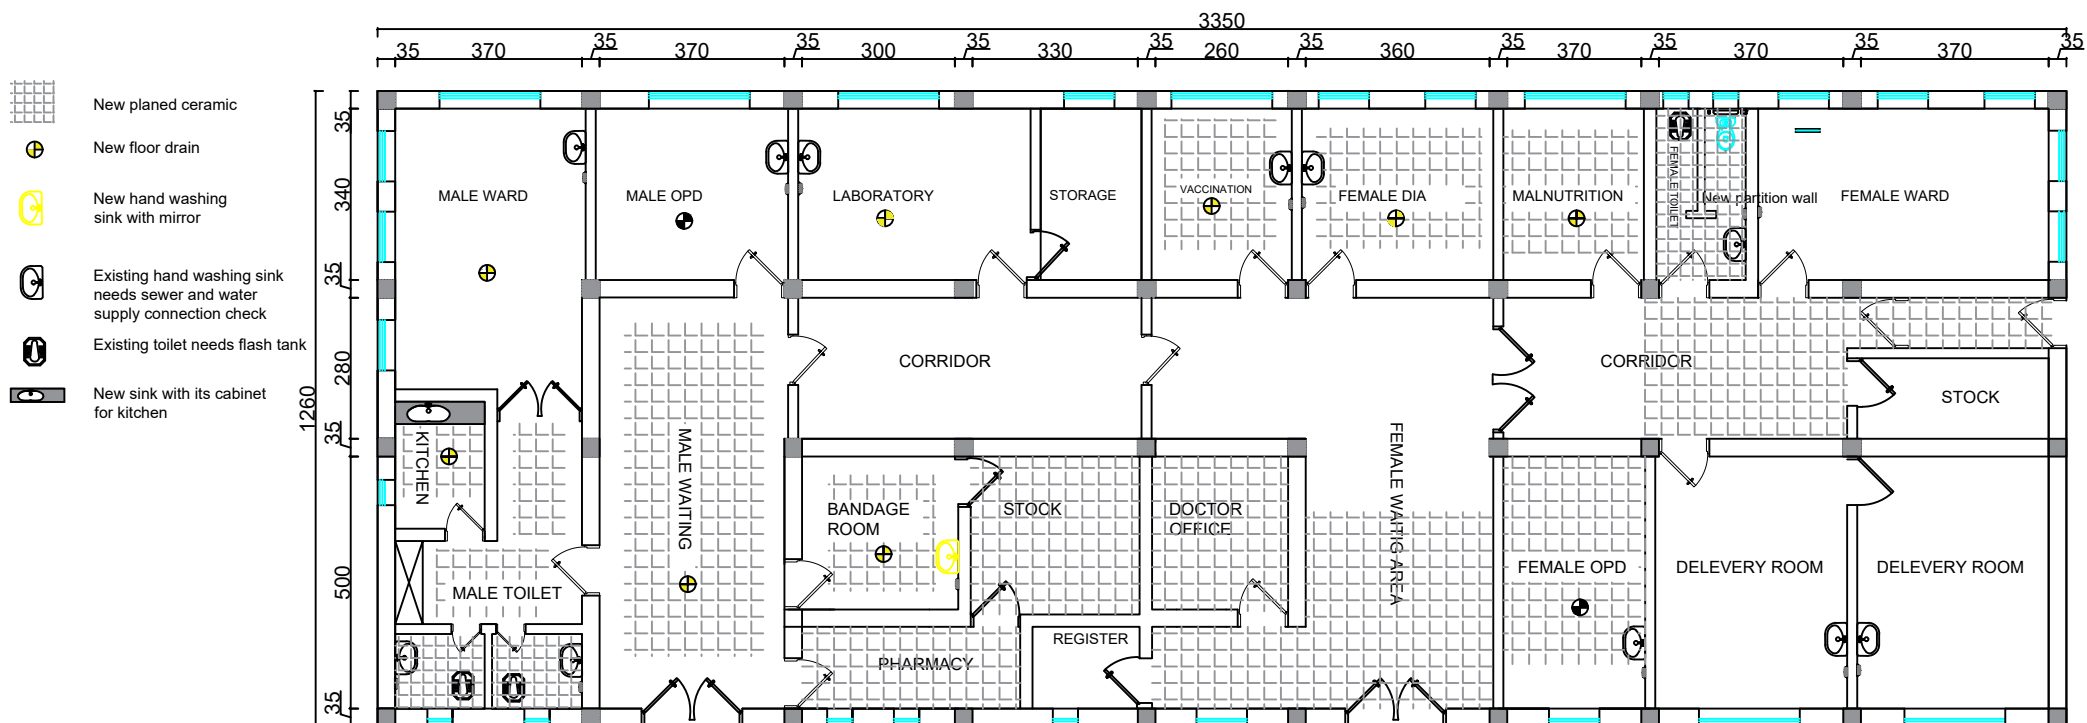 3350
35 370 35 370 35 300 35 330 35 260 35 360 35 370 35 370 35 370 35
New planed ceramic
New floor drain
New hand washing
sink with mirror
Existing hand washing sink
needs sewer and water
supply connection check
Existing toilet needs flash tank
New sink with its cabinet
for kitchen
1260
35
340
35
280
35
500
35
MALE WARD
MALE OPD
LABORATORY
STORAGE
VACCINATION
FEMALE DIA
MALNUTRITION
FEMALE TOILET
New partition wall
FEMALE WARD
CORRIDOR
CORRIDOR
STOCK
KITCHEN
MALE WAITING
BANDAGE
ROOM
STOCK
DOCTOR
OFFICE
FEMALE WAITIG AREA
FEMALE OPD
DELEVERY ROOM
DELEVERY ROOM
MALE TOILET
REGISTER
PHARMACY